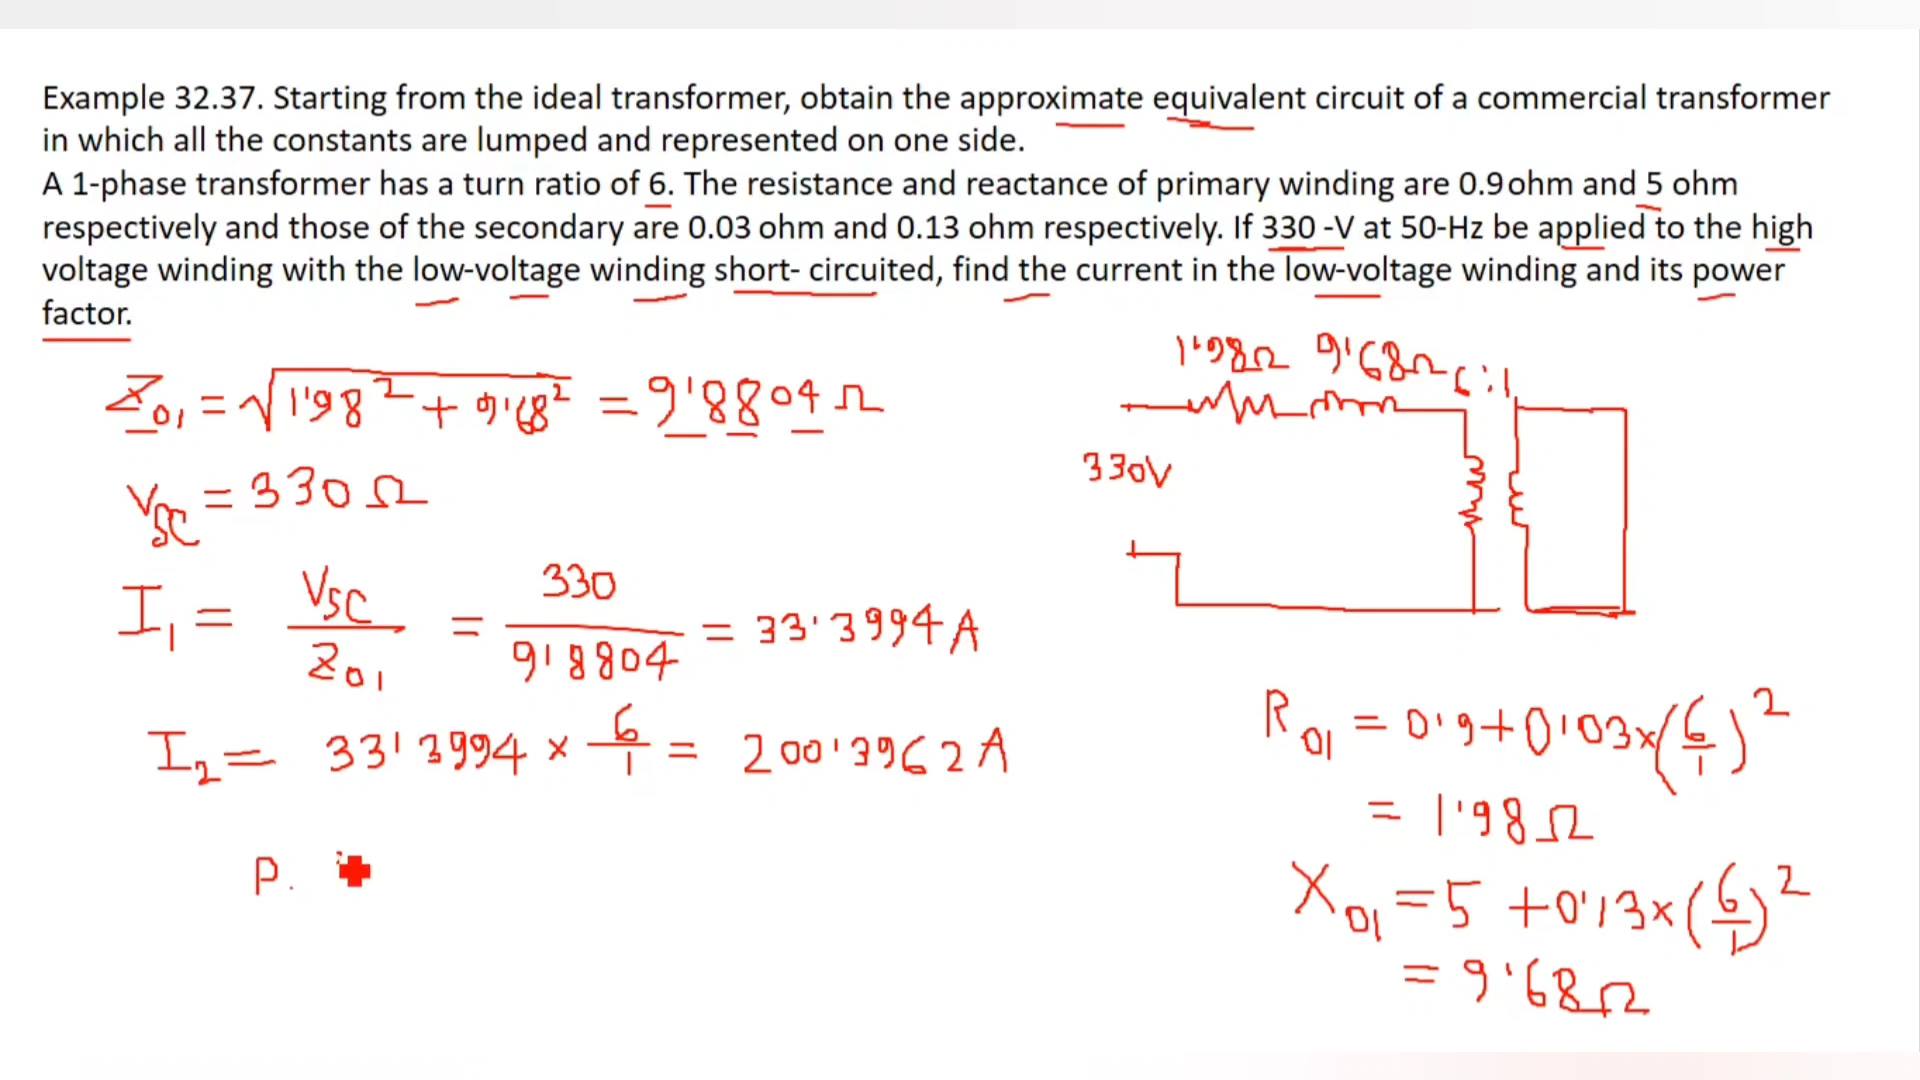 Example 32.37. Starting from the ideal transformer, obtain the approximate equivalent circuit of a commercial transformer
in which all the constants are lumped and represented on one side.
A 1-phase transformer has a turn ratio of 6. The resistance and reactance of primary winding are 0.9 ohm and 5 ohm
respectively and those of the secondary are 0.03 ohm and 0.13 ohm respectively. If 330 -V at 50-Hz be applied to the high
voltage winding with the low-voltage winding short- circuited, find the current in the low-voltage winding and its power
factor.
Z₀₁ = √(1·98² + 9·68²) = 9·8804 Ω
V_SC = 330 Ω
I₁ = V_SC / Z₀₁ = 330 / 9·8804 = 33·3994 A
I₂ = 33·3994 × 6/1 = 200·3962 A
P.
1·98Ω 9·68Ω 6:1
330V
R₀₁ = 0·9 + 0·03 × (6/1)²
= 1·98 Ω
X₀₁ = 5 + 0·13 × (6/1)²
= 9·68 Ω